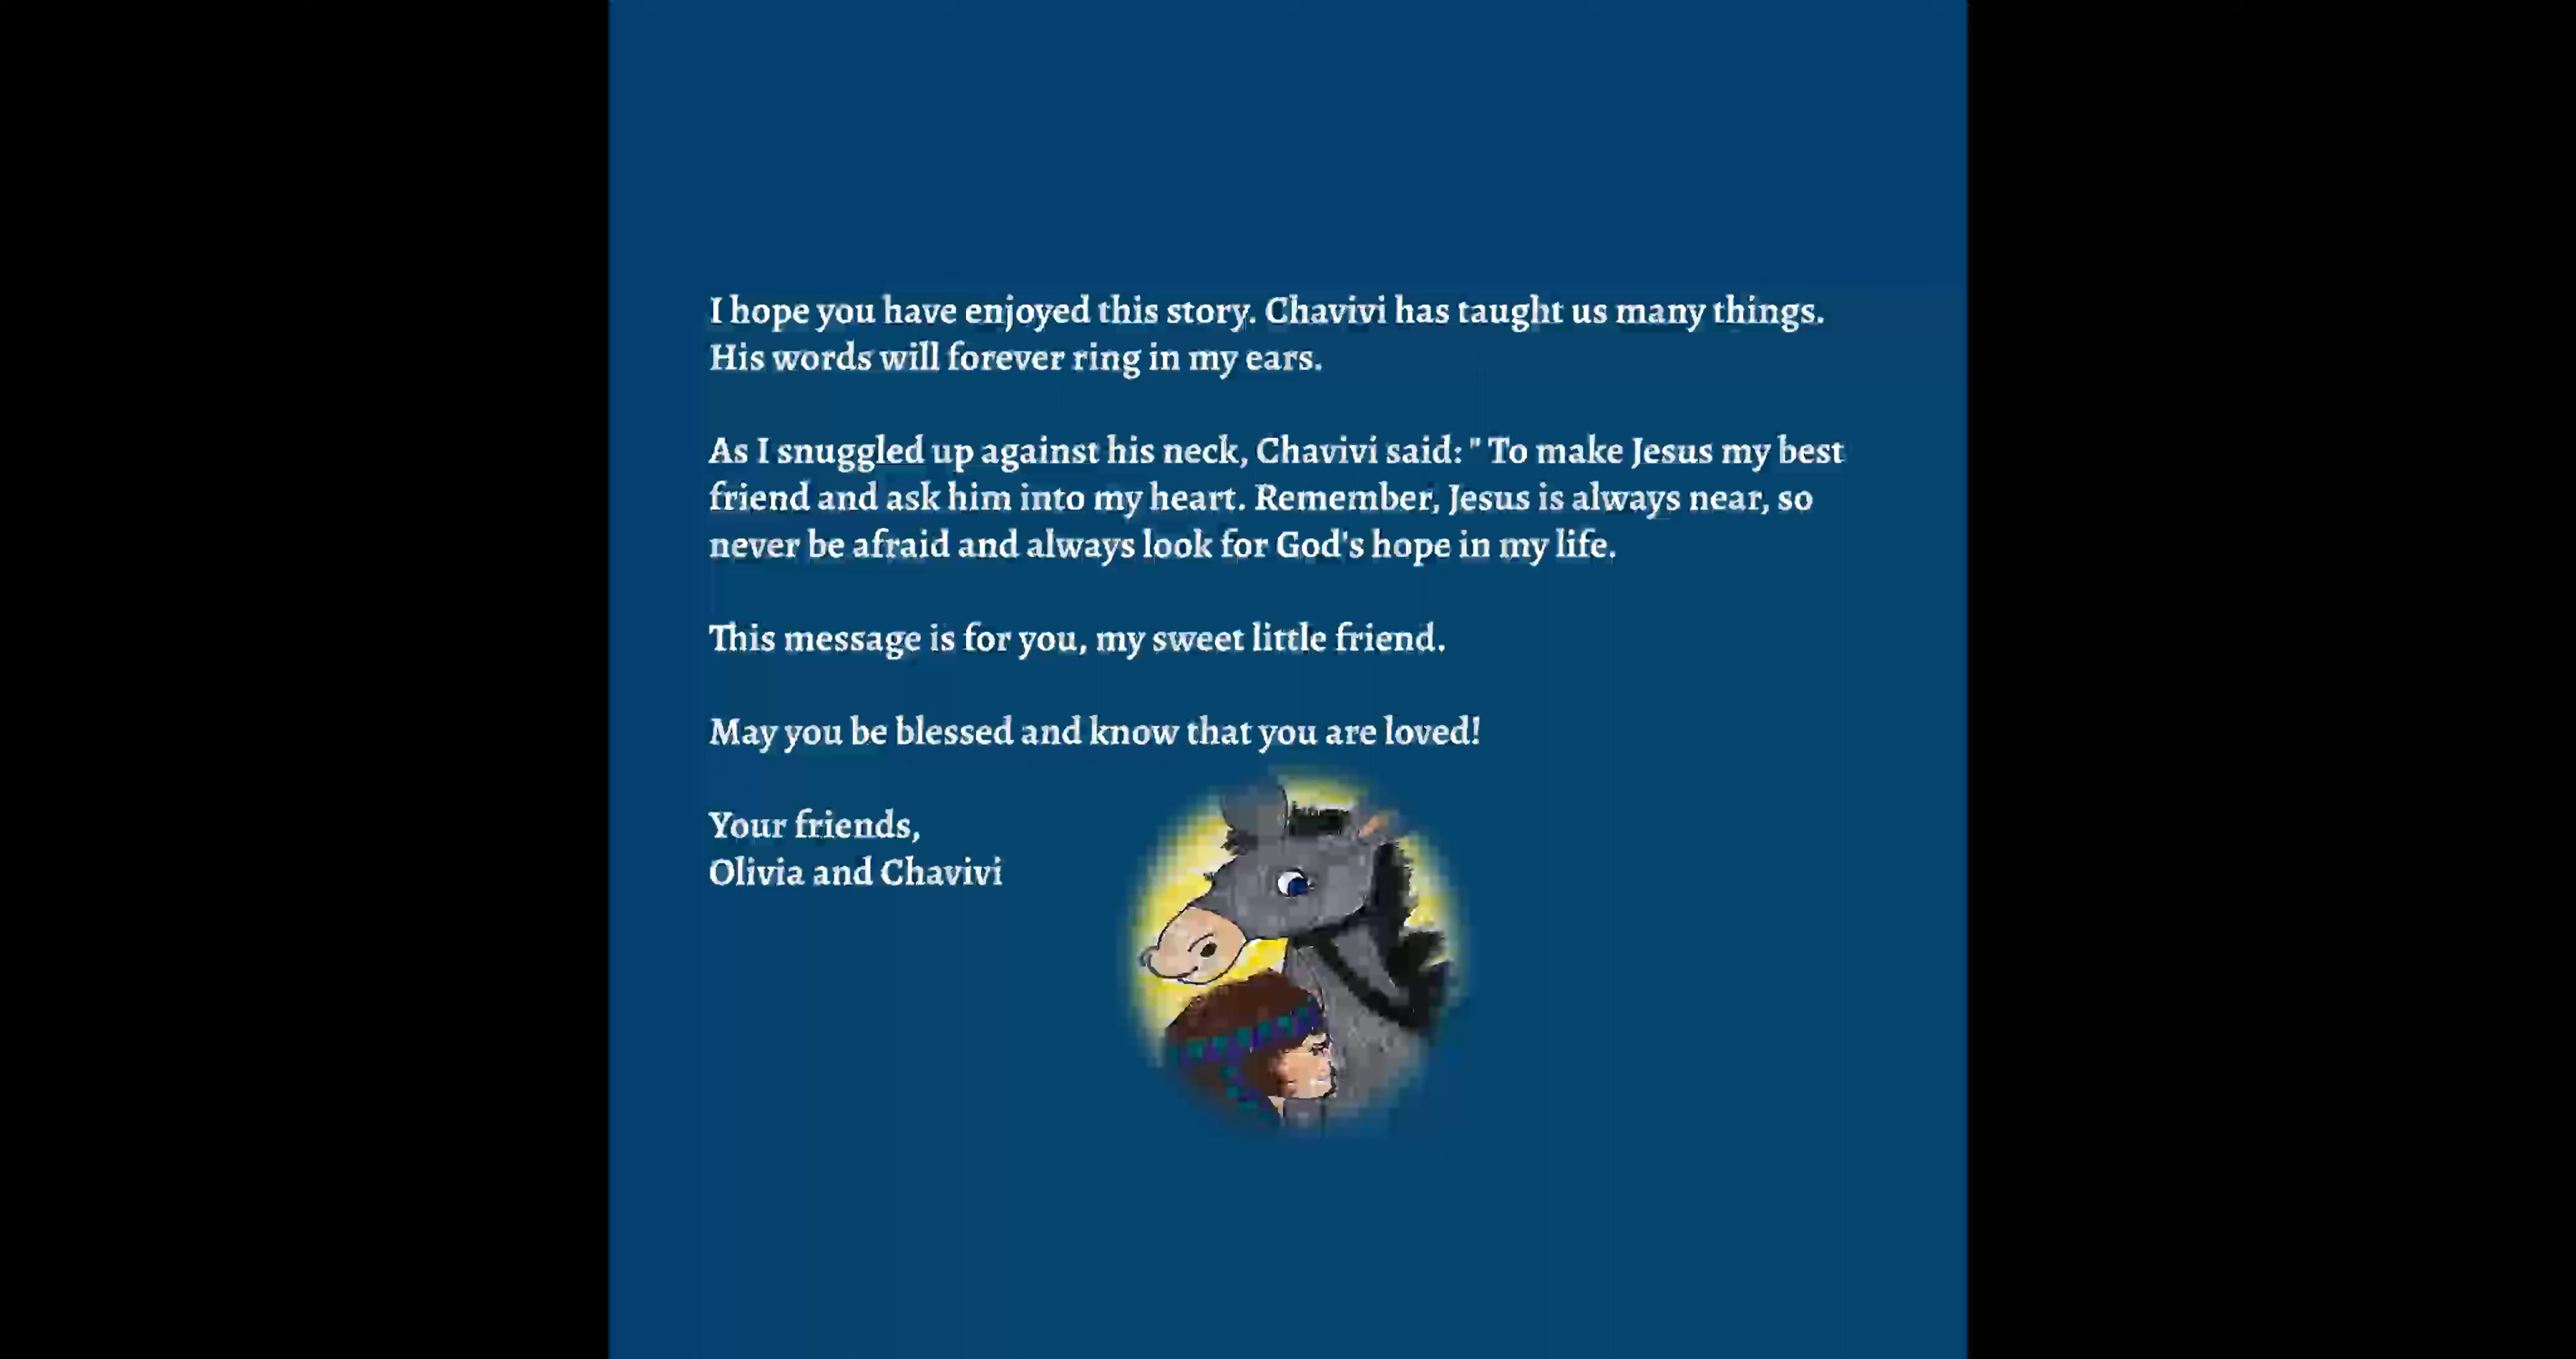 I hope you have enjoyed this story. Chavivi has taught us many things.
His words will forever ring in my ears.
As I snuggled up against his neck, Chavivi said: " To make Jesus my best
friend and ask him into my heart. Remember, Jesus is always near, so
never be afraid and always look for God's hope in my life.
This message is for you, my sweet little friend.
May you be blessed and know that you are loved!
Your friends,
Olivia and Chavivi